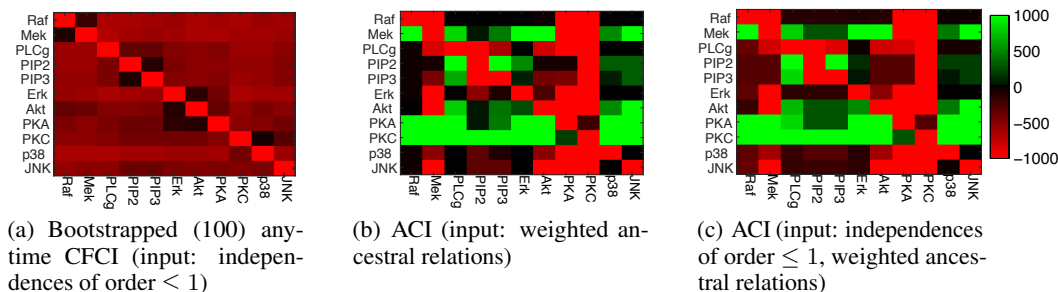 Raf
Mek
PLCg
PIP2
PIP3
Erk
Akt
PKA
PKC
p38
JNK
Raf Mek PLCg PIP2 PIP3 Erk Akt PKA PKC p38 JNK
(a) Bootstrapped (100) any-
time CFCI (input: indepen-
dences of order < 1)
Raf
Mek
PLCg
PIP2
PIP3
Erk
Akt
PKA
PKC
p38
JNK
Raf Mek PLCg PIP2 PIP3 Erk Akt PKA PKC p38 JNK
(b) ACI (input: weighted an-
cestral relations)
Raf
Mek
PLCg
PIP2
PIP3
Erk
Akt
PKA
PKC
p38
JNK
Raf Mek PLCg PIP2 PIP3 Erk Akt PKA PKC p38 JNK
1000
500
0
−500
−1000
(c) ACI (input: independences
of order ≤ 1, weighted ances-
tral relations)